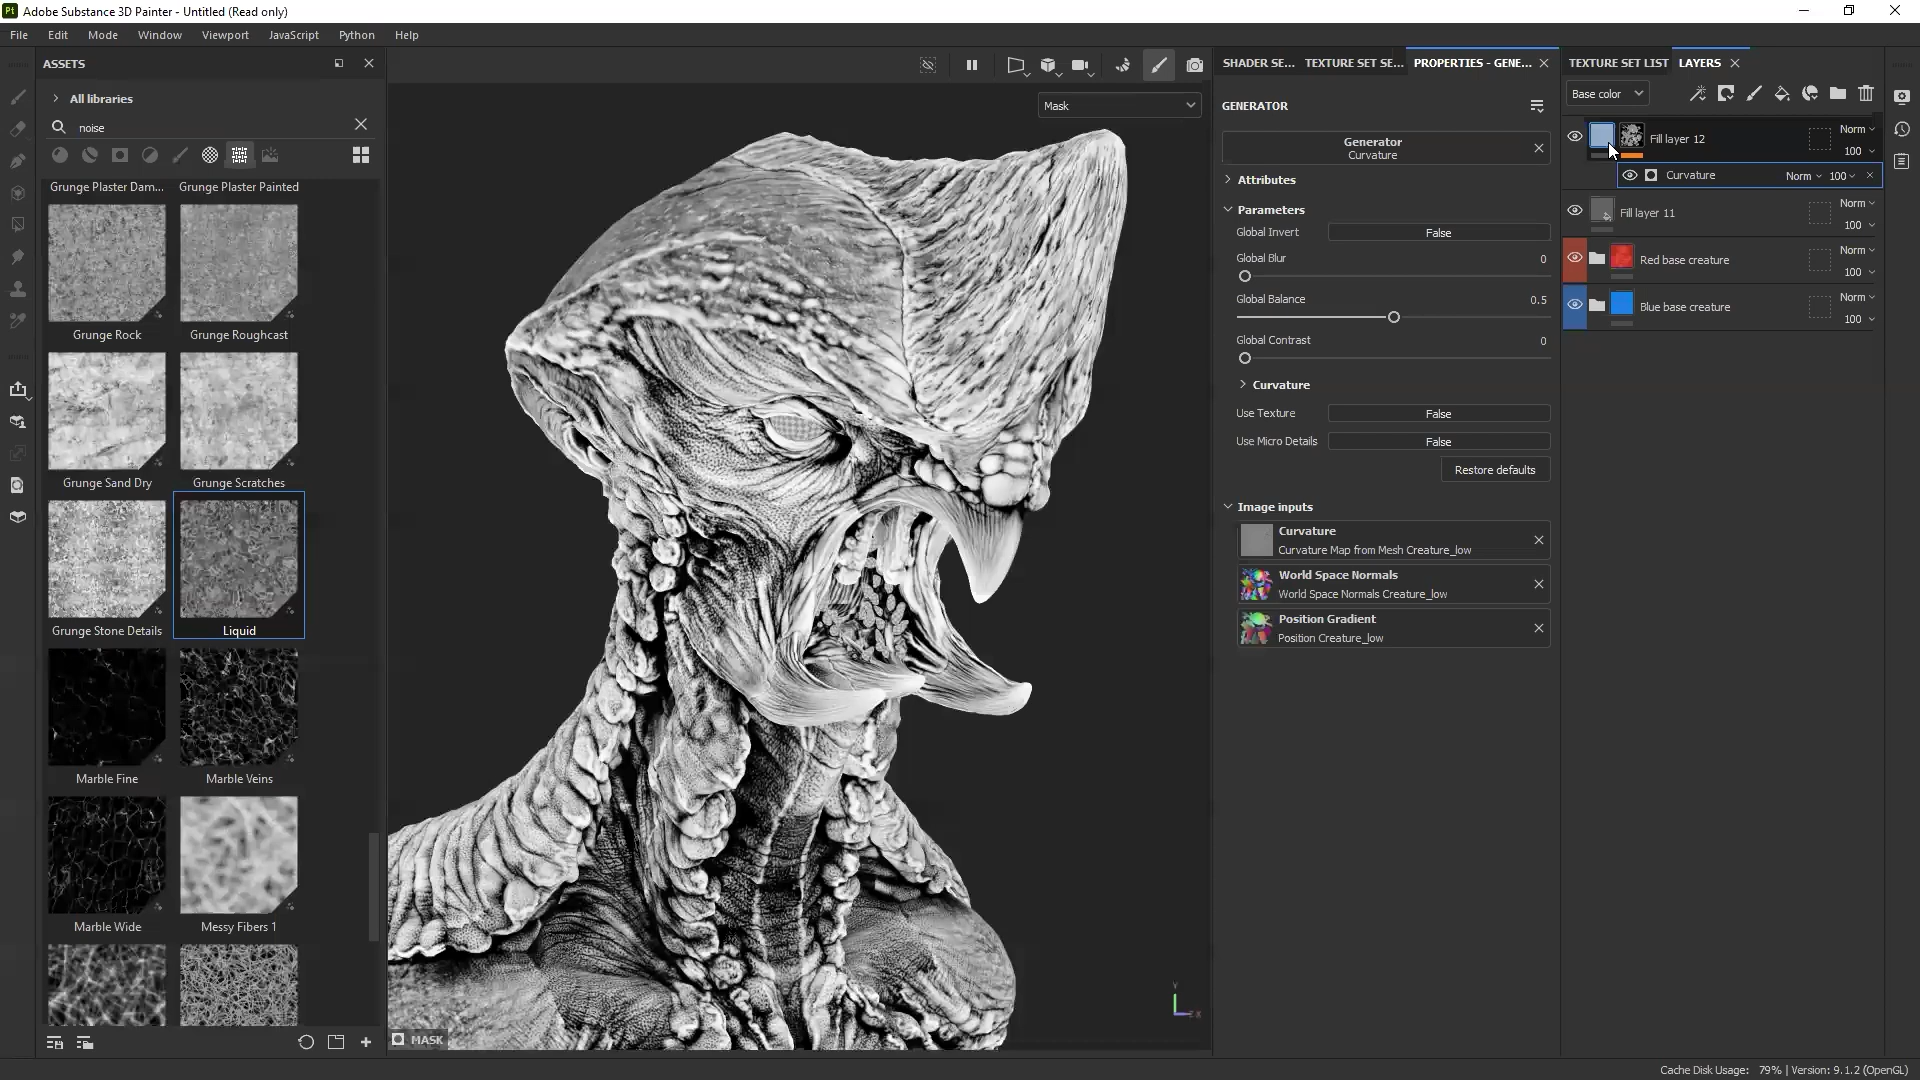 Pt Adobe Substance 3D Painter - Untitled (Read only)
File Edit Mode Window Viewport JavaScript Python Help
ASSETS
All libraries
noise
Grunge Plaster Dam... Grunge Plaster Painted
Grunge Rock Grunge Roughcast
Grunge Sand Dry Grunge Scratches
Grunge Stone Details Liquid
Marble Fine Marble Veins
Marble Wide Messy Fibers 1
Mask
Y
X
MASK
SHADER SE... TEXTURE SET SE... PROPERTIES - GENE...
GENERATOR
Generator
Curvature
Attributes
Parameters
Global Invert False
Global Blur 0
Global Balance 0.5
Global Contrast 0
Curvature
Use Texture False
Use Micro Details False
Restore defaults
Image inputs
Curvature
Curvature Map from Mesh Creature_low
World Space Normals
World Space Normals Creature_low
Position Gradient
Position Creature_low
TEXTURE SET LIST LAYERS
Base color
Fill layer 12 Norm 100
Curvature Norm 100
Fill layer 11 Norm 100
Red base creature Norm 100
Blue base creature Norm 100
Cache Disk Usage: 79% | Version: 9.1.2 (OpenGL)